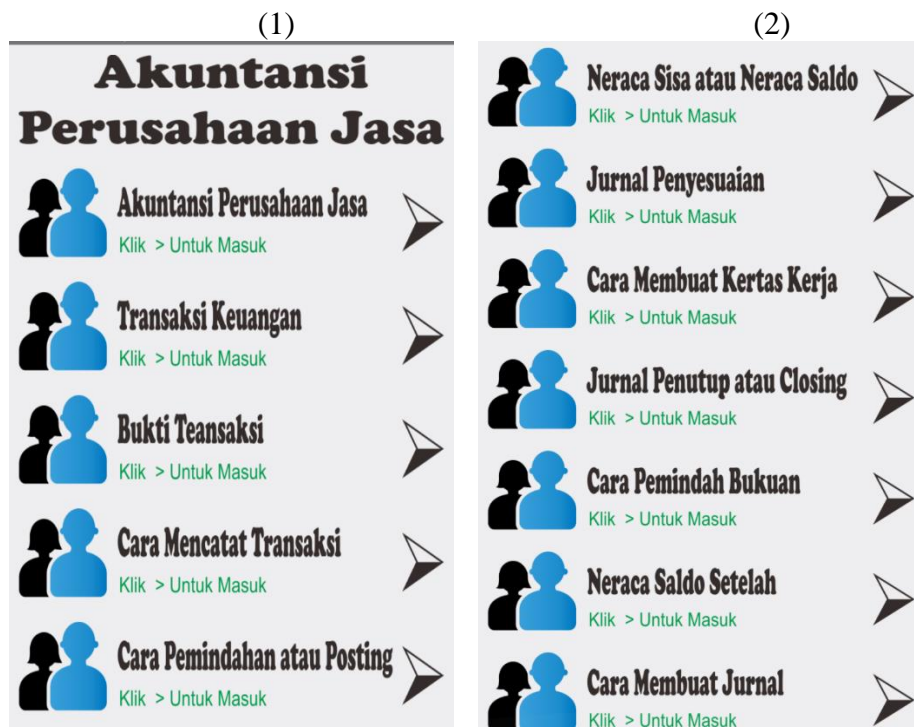 (1)
Akuntansi
Perusahaan Jasa
Akuntansi Perusahaan Jasa
Klik > Untuk Masuk
Transaksi Keuangan
Klik > Untuk Masuk
Bukti Teansaksi
Klik > Untuk Masuk
Cara Mencatat Transaksi
Klik > Untuk Masuk
Cara Pemindahan atau Posting
Klik > Untuk Masuk
(2)
Neraca Sisa atau Neraca Saldo
Klik > Untuk Masuk
Jurnal Penyesuaian
Klik > Untuk Masuk
Cara Membuat Kertas Kerja
Klik > Untuk Masuk
Jurnal Penutup atau Closing
Klik > Untuk Masuk
Cara Pemindah Bukuan
Klik > Untuk Masuk
Neraca Saldo Setelah
Klik > Untuk Masuk
Cara Membuat Jurnal
Klik > Untuk Masuk